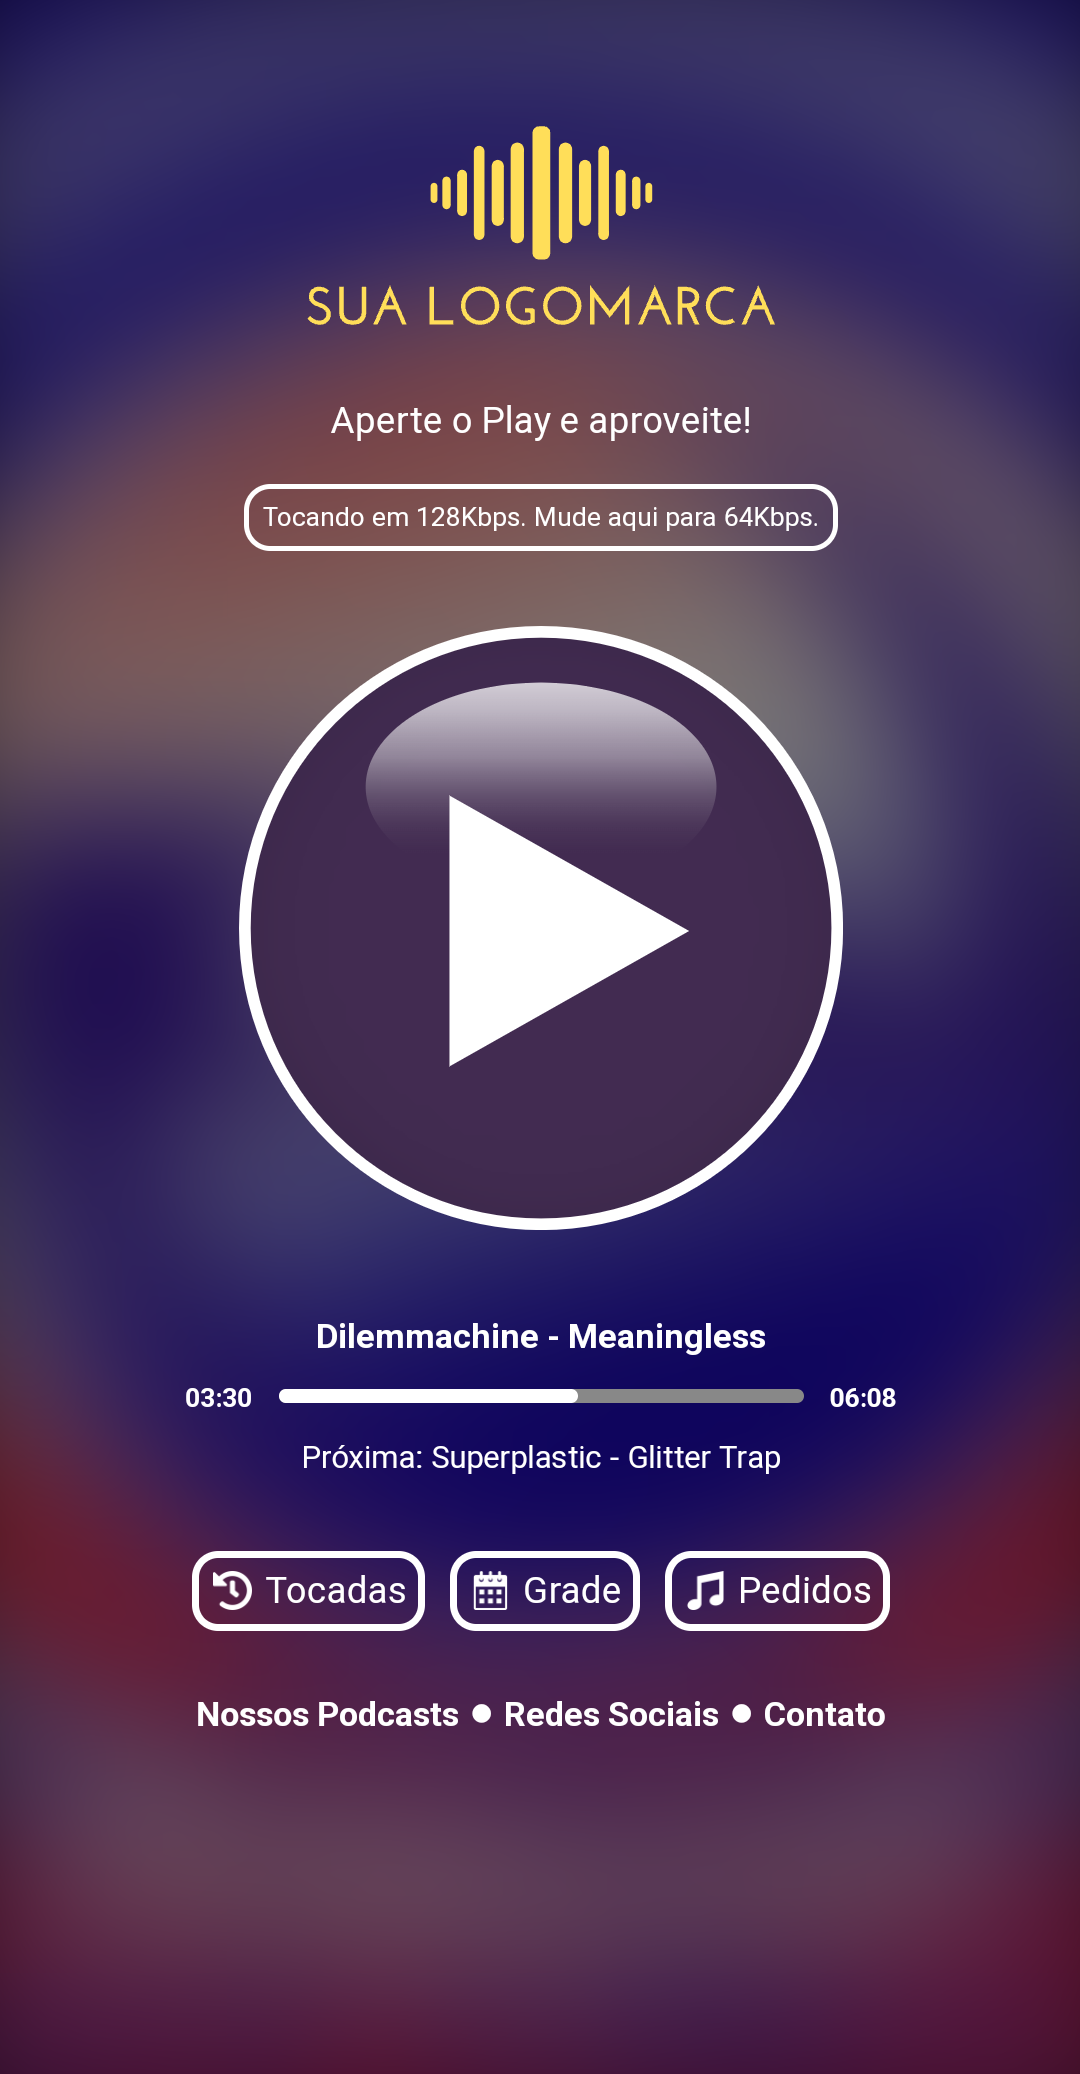 SUA LOGOMARCA
Aperte o Play e aproveite!
Tocando em 128Kbps. Mude aqui para 64Kbps.
Dilemmachine - Meaningless
03:30 06:08
Próxima: Superplastic - Glitter Trap
Tocadas Grade Pedidos
Nossos Podcasts ● Redes Sociais ● Contato